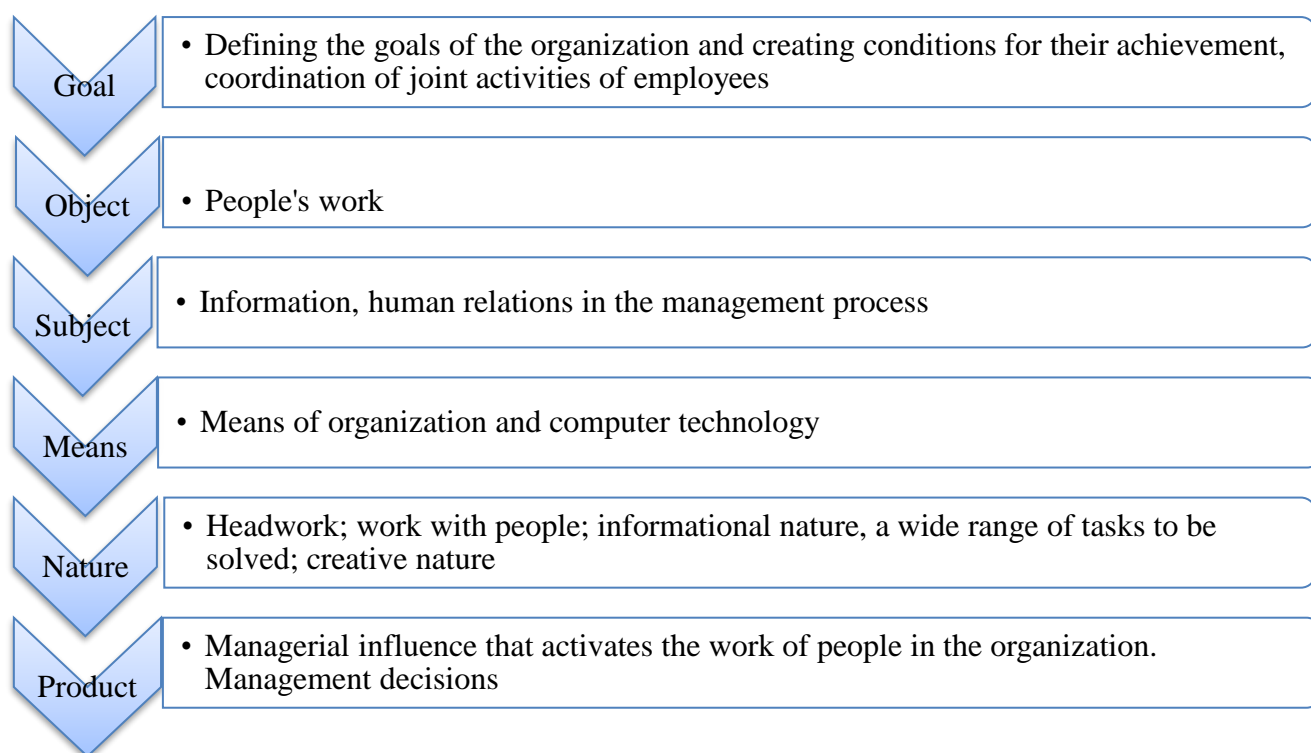 Goal
• Defining the goals of the organization and creating conditions for their achievement,
coordination of joint activities of employees
Object
• People's work
Subject
• Information, human relations in the management process
Means
• Means of organization and computer technology
Nature
• Headwork; work with people; informational nature, a wide range of tasks to be
solved; creative nature
Product
• Managerial influence that activates the work of people in the organization.
Management decisions